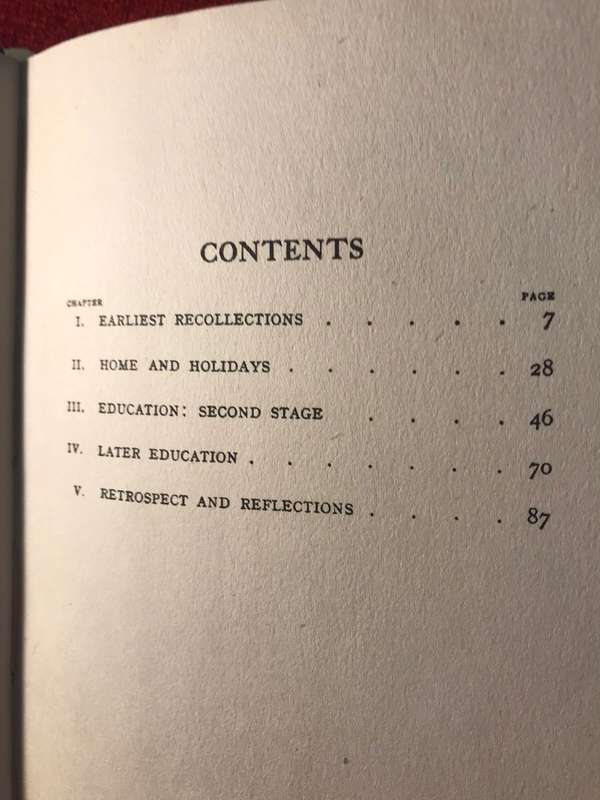 CONTENTS
CHAPTER PAGE
I. EARLIEST RECOLLECTIONS . . . . . 7
II. HOME AND HOLIDAYS . . . . . . 28
III. EDUCATION: SECOND STAGE . . . . 46
IV. LATER EDUCATION . . . . . . . 70
V. RETROSPECT AND REFLECTIONS . . . . 87